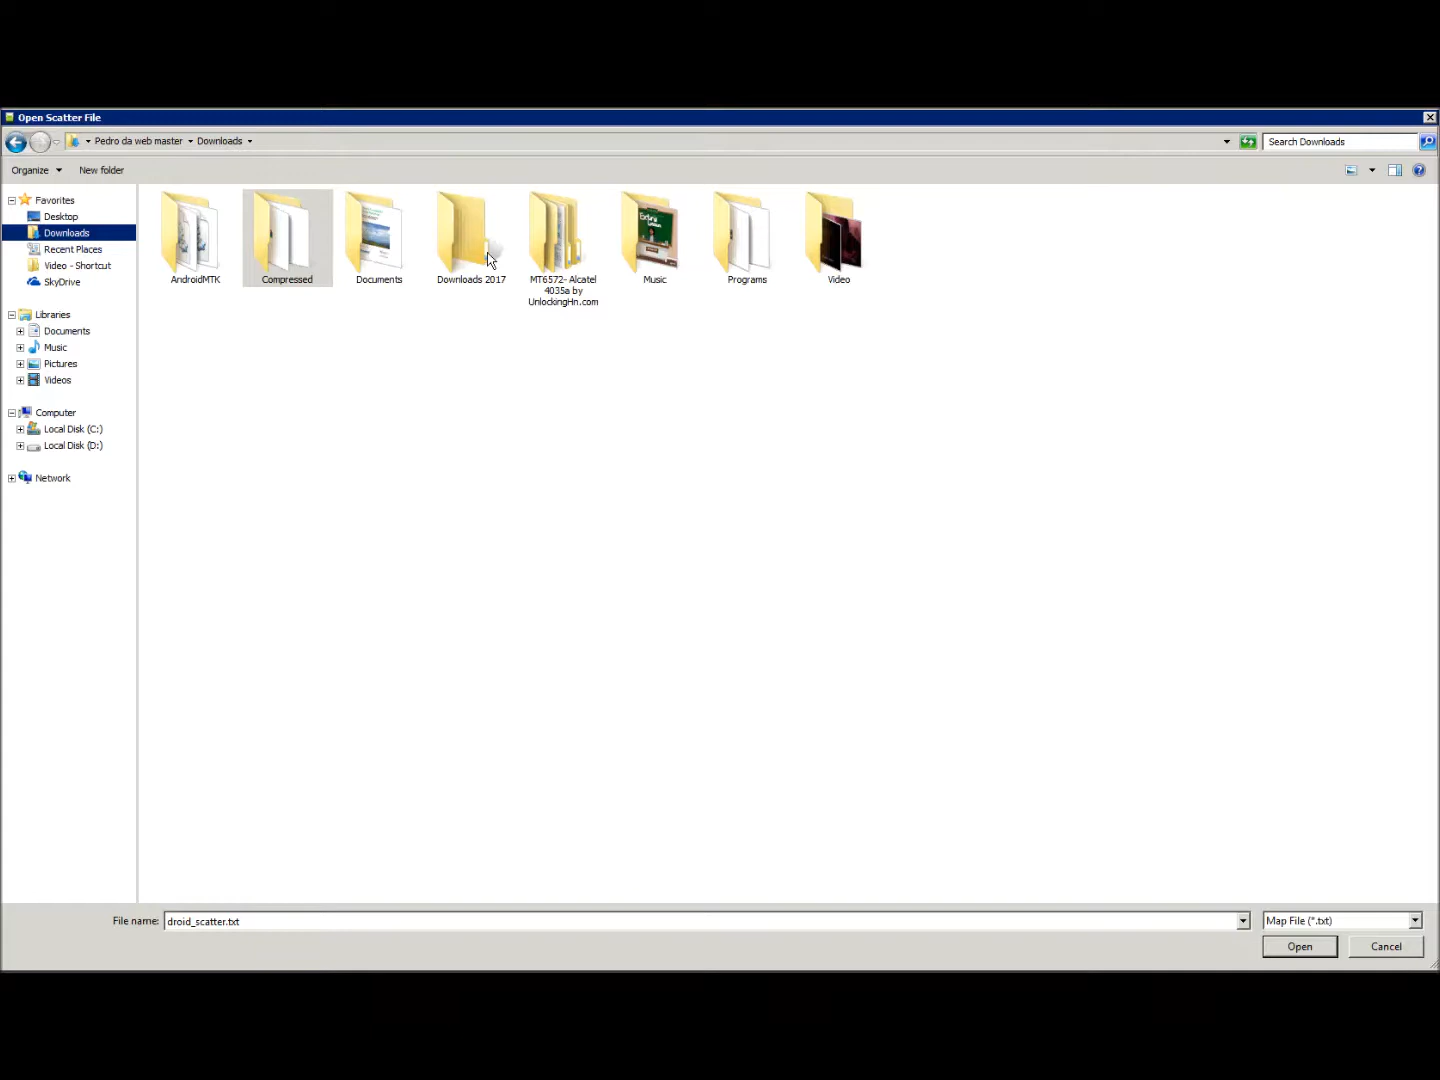 Open Scatter File
Pedro da web master Downloads
Search Downloads
Organize New folder
Favorites
Desktop
Downloads
Recent Places
Video - Shortcut
SkyDrive
Libraries
Documents
Music
Pictures
Videos
Computer
Local Disk (C:)
Local Disk (D:)
Network
AndroidMTK
Compressed
Documents
Downloads 2017
MT6572- Alcatel
4035a by
UnlockingHn.com
Music
Programs
Video
File name: droid_scatter.txt
Map File (*.txt)
Open
Cancel